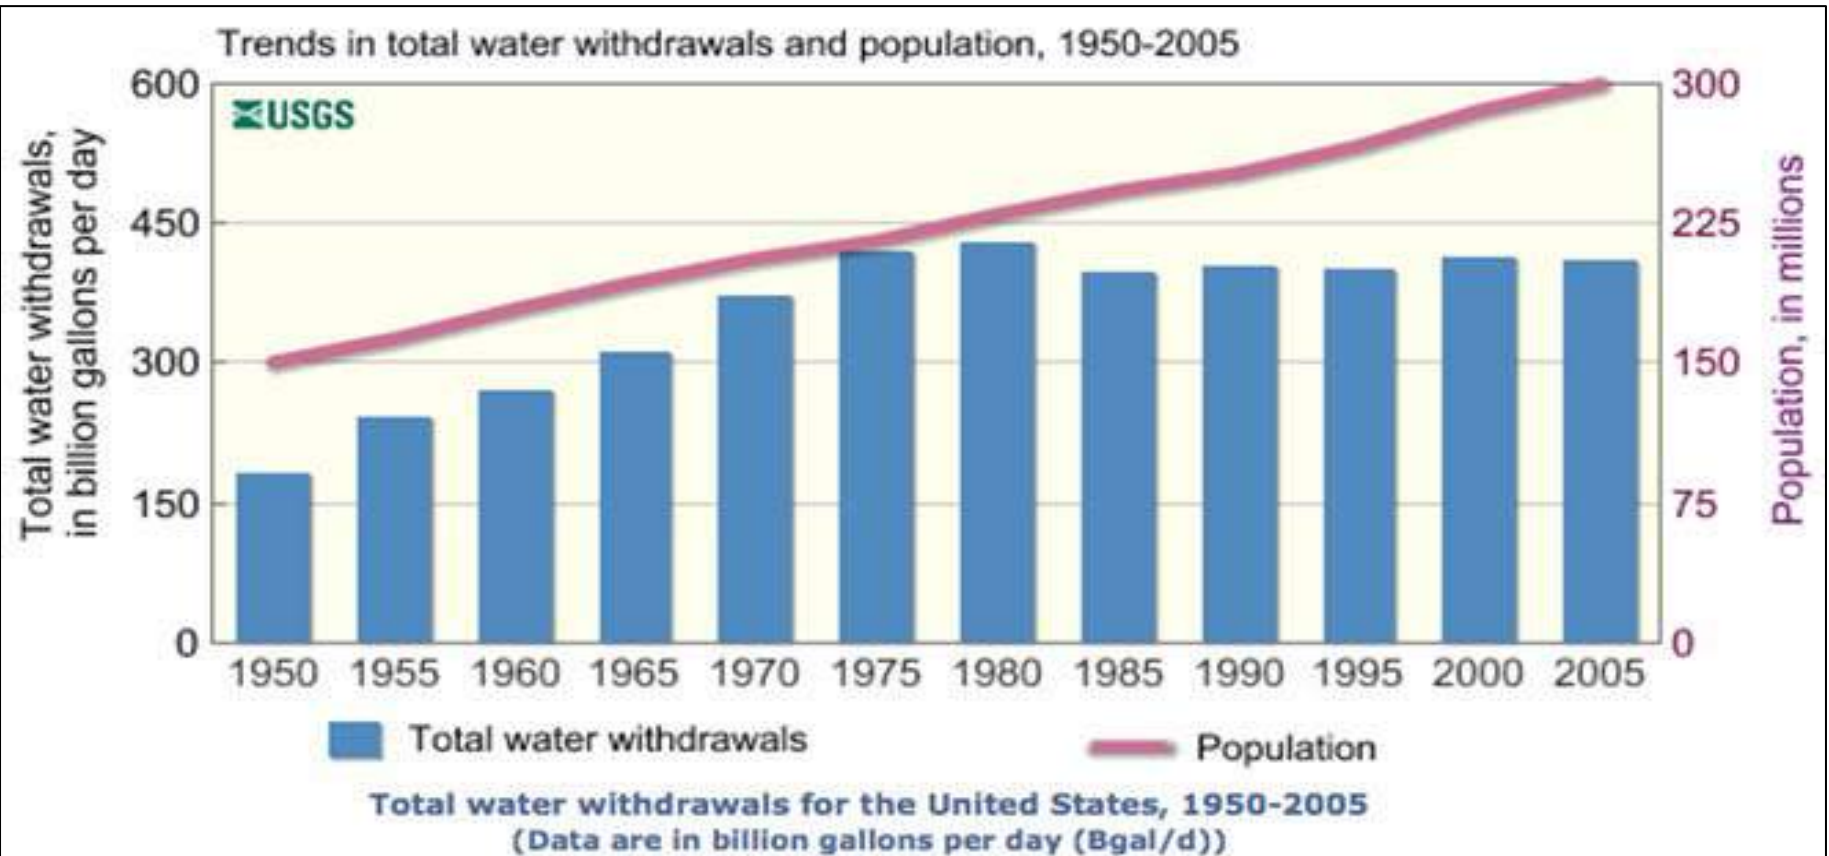 Trends in total water withdrawals and population, 1950-2005
Total water withdrawals,
in billion gallons per day
600
450
300
150
0
USGS
300
225
150
75
0
Population, in millions
1950 1955 1960 1965 1970 1975 1980 1985 1990 1995 2000 2005
Total water withdrawals Population
Total water withdrawals for the United States, 1950-2005
(Data are in billion gallons per day (Bgal/d))